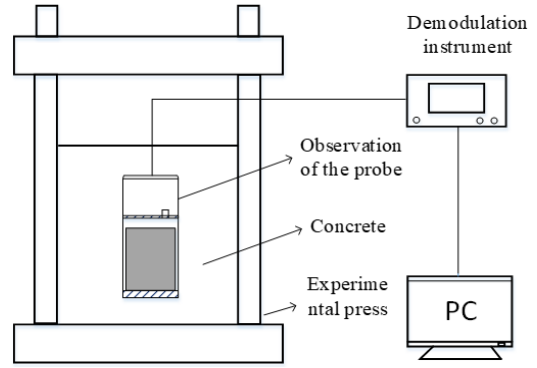 Demodulation
instrument
Observation
of the probe
Concrete
Experime
ntal press
PC